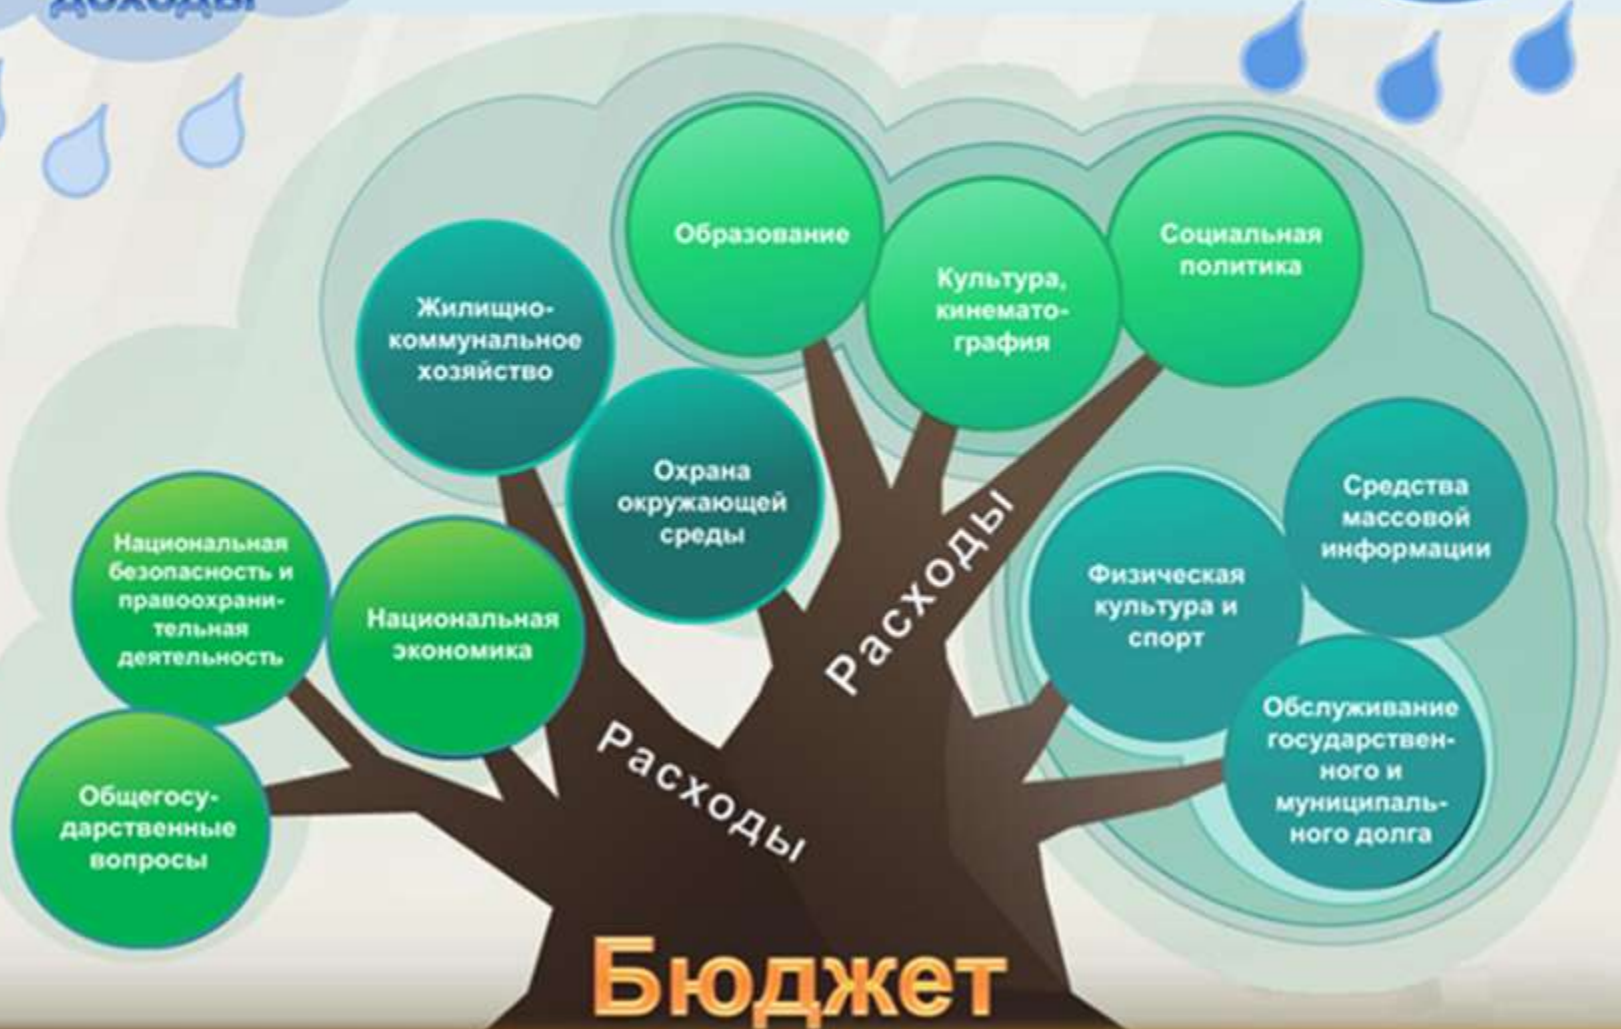 доходы
Образование
Культура,
кинемато-
графия
Социальная
политика
Жилищно-
коммунальное
хозяйство
Охрана
окружающей
среды
Средства
массовой
информации
Физическая
культура и
спорт
Национальная
безопасность и
правоохрани-
тельная
деятельность
Национальная
экономика
Общегосу-
дарственные
вопросы
Обслуживание
государствен-
ного и
муниципаль-
ного долга
Расходы
Расходы
Бюджет